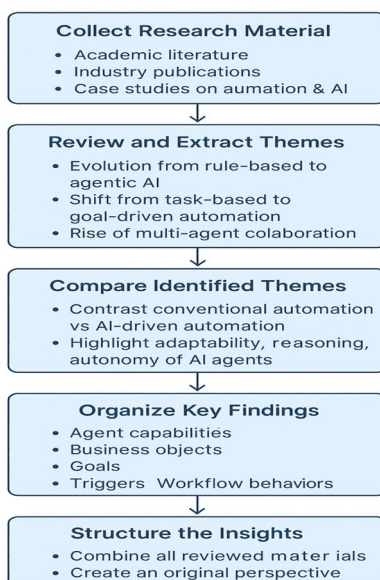 Collect Research Material
• Academic literature
• Industry publications
• Case studies on aumation & AI
Review and Extract Themes
• Evolution from rule-based to
agentic AI
• Shift from task-based to
goal-driven automation
• Rise of multi-agent colaboration
Compare Identified Themes
• Contrast conventional automation
vs AI-driven automation
• Highlight adaptability, reasoning,
autonomy of AI agents
Organize Key Findings
• Agent capabilities
• Business objects
• Goals
• Triggers Workflow behaviors
Structure the Insights
• Combine all reviewed mater ials
• Create an original perspective